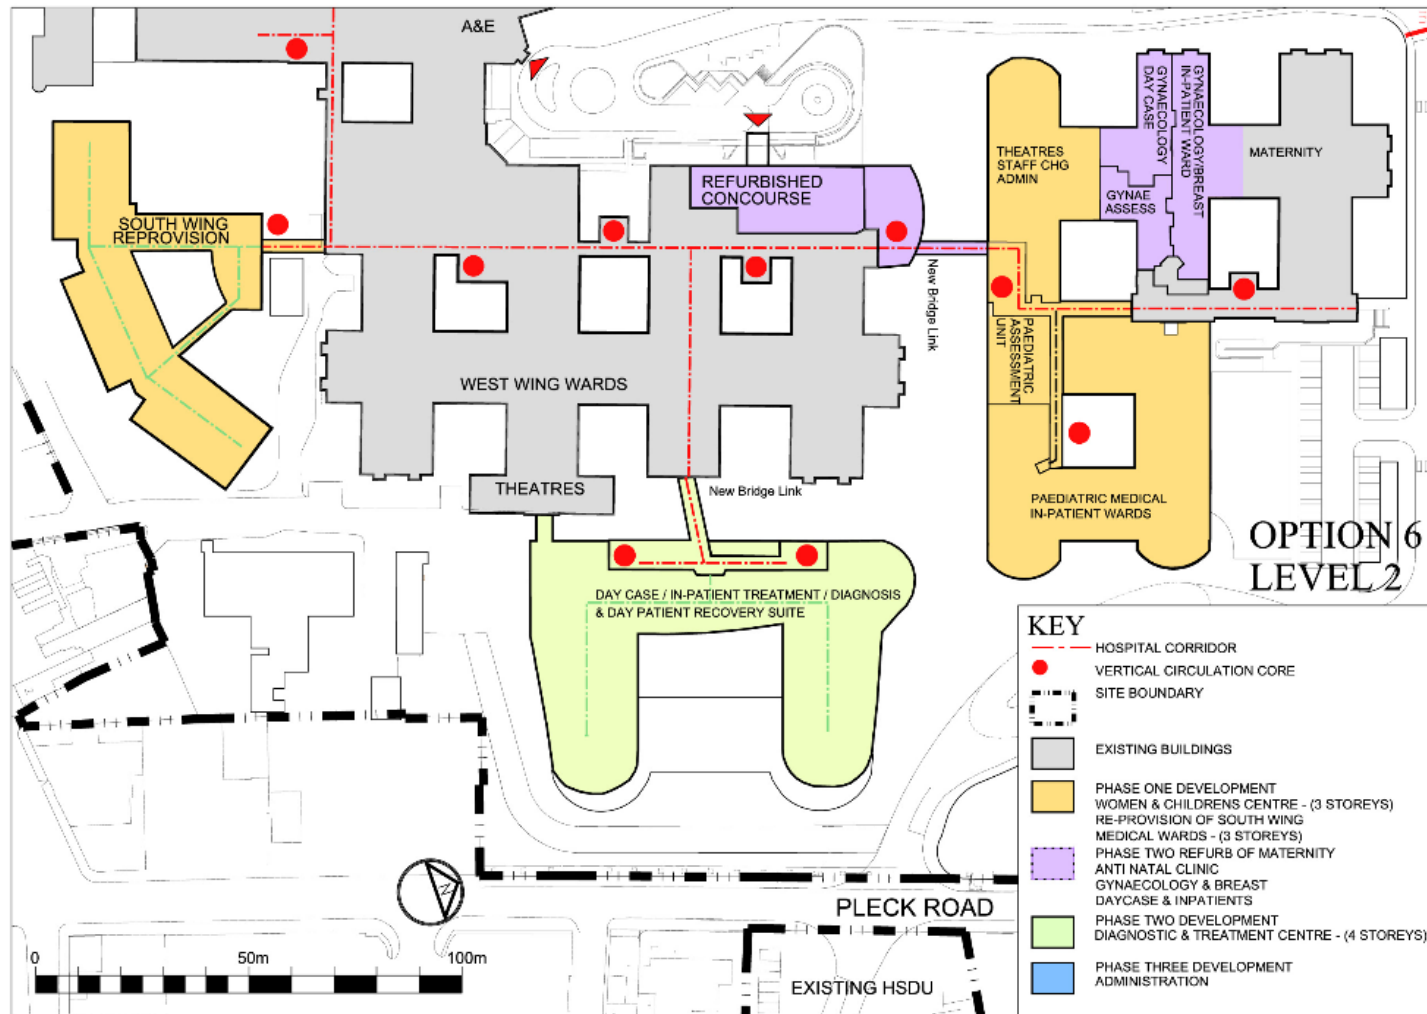 A&E
GYNAECOLOGY
DAY CASE
GYNAECOLOGY/BREAST
IN-PATIENT WARD
THEATRES
STAFF CHG
ADMIN
MATERNITY
REFURBISHED
CONCOURSE
GYNAE
ASSESS
SOUTH WING
REPROVISION
New Bridge Link
PAEDIATRIC
ASSESSMENT
UNIT
WEST WING WARDS
THEATRES
New Bridge Link
PAEDIATRIC MEDICAL
IN-PATIENT WARDS
OPTION 6
LEVEL 2
DAY CASE / IN-PATIENT TREATMENT / DIAGNOSIS
& DAY PATIENT RECOVERY SUITE
KEY
HOSPITAL CORRIDOR
VERTICAL CIRCULATION CORE
SITE BOUNDARY
EXISTING BUILDINGS
PHASE ONE DEVELOPMENT
WOMEN & CHILDRENS CENTRE - (3 STOREYS)
RE-PROVISION OF SOUTH WING
MEDICAL WARDS - (3 STOREYS)
PHASE TWO REFURB OF MATERNITY
ANTI NATAL CLINIC
GYNAECOLOGY & BREAST
DAYCASE & INPATIENTS
PHASE TWO DEVELOPMENT
DIAGNOSTIC & TREATMENT CENTRE - (4 STOREYS)
PHASE THREE DEVELOPMENT
ADMINISTRATION
N
PLECK ROAD
0 50m 100m
EXISTING HSDU